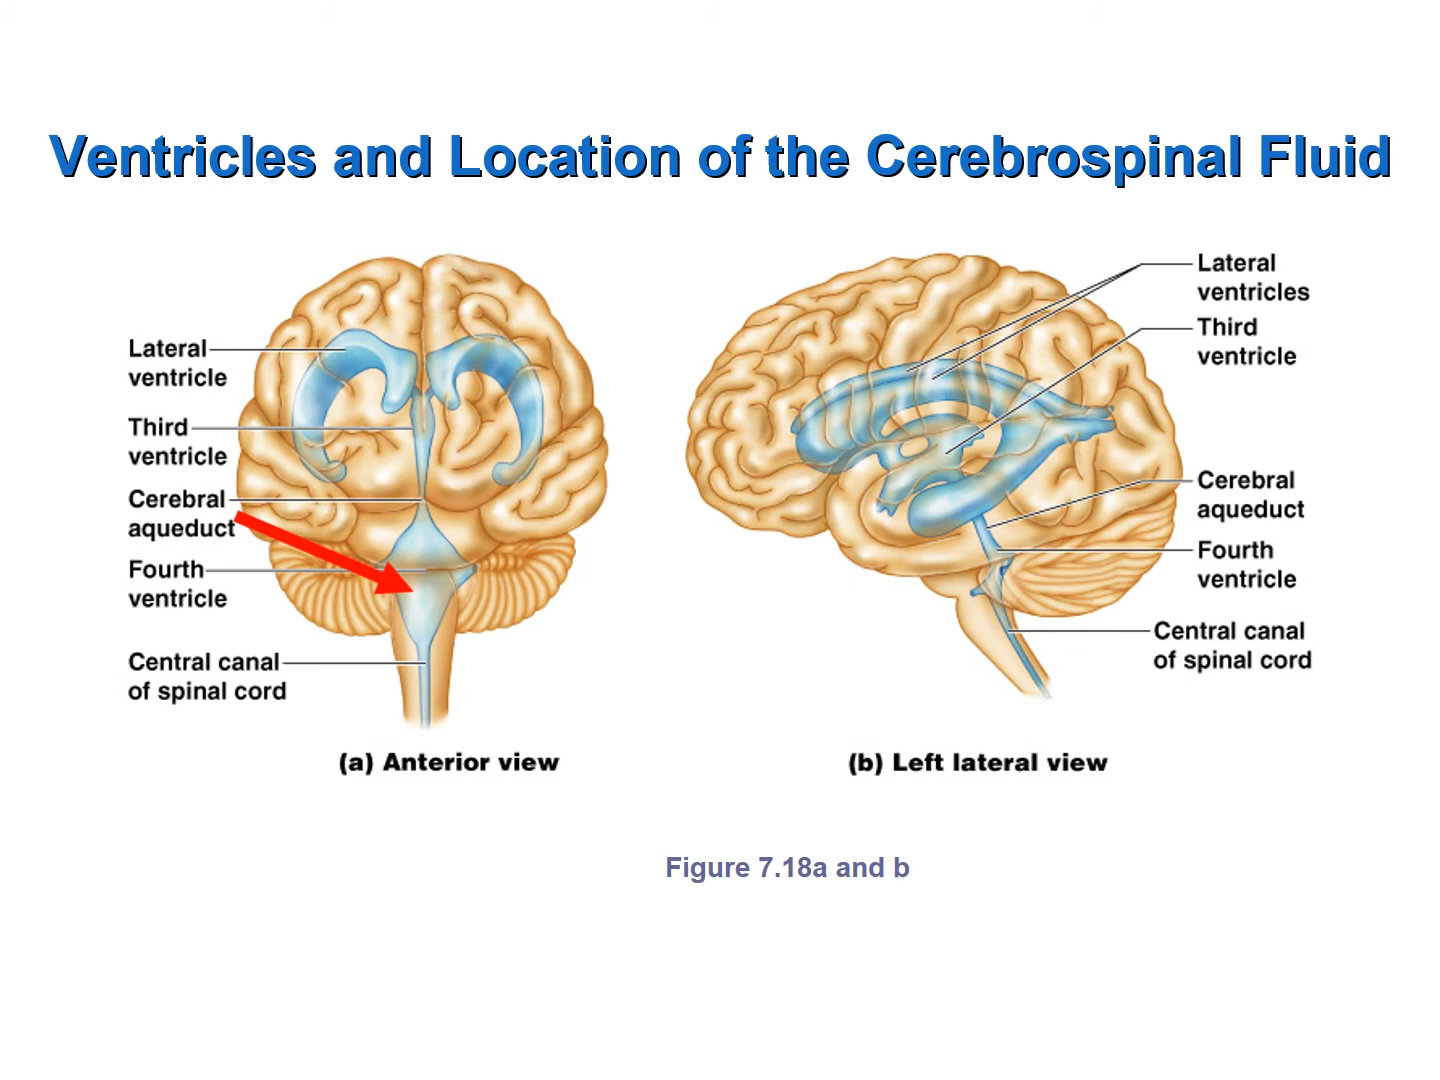 Ventricles and Location of the Cerebrospinal Fluid
Lateral
ventricle
Third
ventricle
Cerebral
aqueduct
Fourth
ventricle
Central canal
of spinal cord
(a) Anterior view
Lateral
ventricles
Third
ventricle
Cerebral
aqueduct
Fourth
ventricle
Central canal
of spinal cord
(b) Left lateral view
Figure 7.18a and b